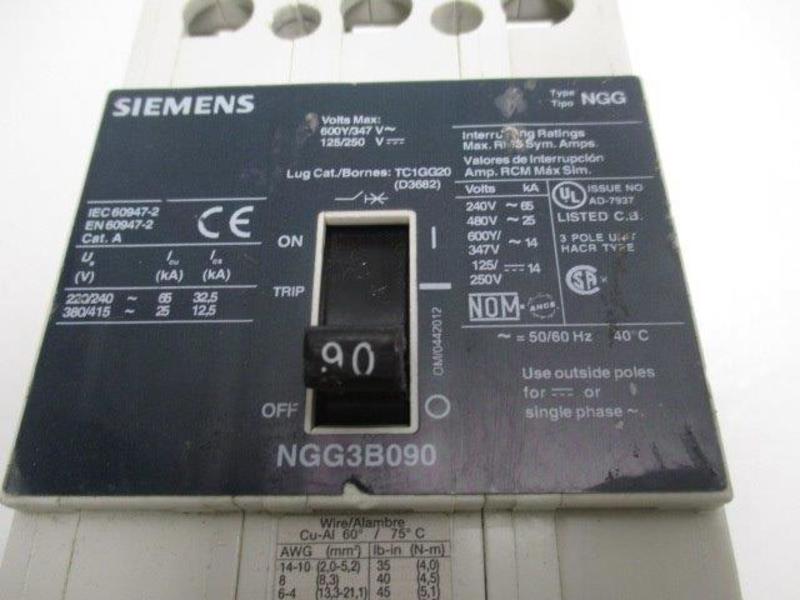 SIEMENS
Type
Tipo NGG
Volts Max:
600Y/347 V~
125/250 V⎓
Lug Cat./Bornes: TC1GG20
(D3682)
Interrupting Ratings
Max. RMS Sym. Amps.
Valores de Interrupción
Amp. RCM Máx Sim.
Volts kA
240V ~ 65
480V ~ 25
600Y/
347V ~ 14
125/
250V ⎓ 14
UL ISSUE NO
AD-7937
LISTED C.B.
3 POLE UNIT
HACR TYPE
SA
NOM ANCE
~ = 50/60 Hz 40°C
Use outside poles
for ⎓ or
single phase ~.
IEC 60947-2
EN 60947-2
Cat. A
CE
Ue Icu Ics
(V) (kA) (kA)
220/240 ~ 65 32,5
380/415 ~ 25 12,5
ON I
TRIP
90
OFF O
OM/0442012
NGG3B090
Wire/Alambre
Cu-Al 60° / 75° C
AWG (mm²) lb-in (N-m)
14-10 (2,0-5,2) 35 (4,0)
8 (8,3) 40 (4,5)
6-4 (13,3-21,1) 45 (5,1)